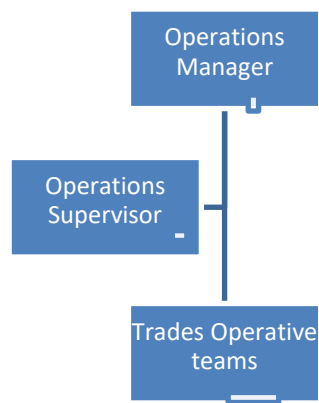 Operations
Manager
Operations
Supervisor
Trades Operative
teams